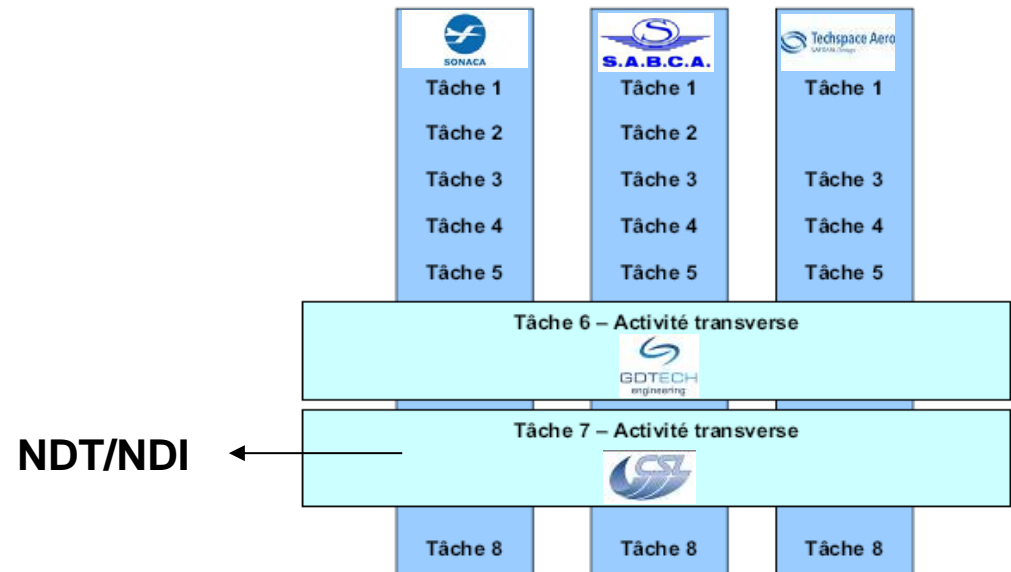 SONACA
S
S.A.B.C.A.
Techspace Aero
Tâche 1 Tâche 1 Tâche 1
Tâche 2 Tâche 2
Tâche 3 Tâche 3 Tâche 3
Tâche 4 Tâche 4 Tâche 4
Tâche 5 Tâche 5 Tâche 5
Tâche 6 – Activité transverse
GDTECH
engineering
Tâche 7 – Activité transverse
NDT/NDI
CSL
Tâche 8 Tâche 8 Tâche 8